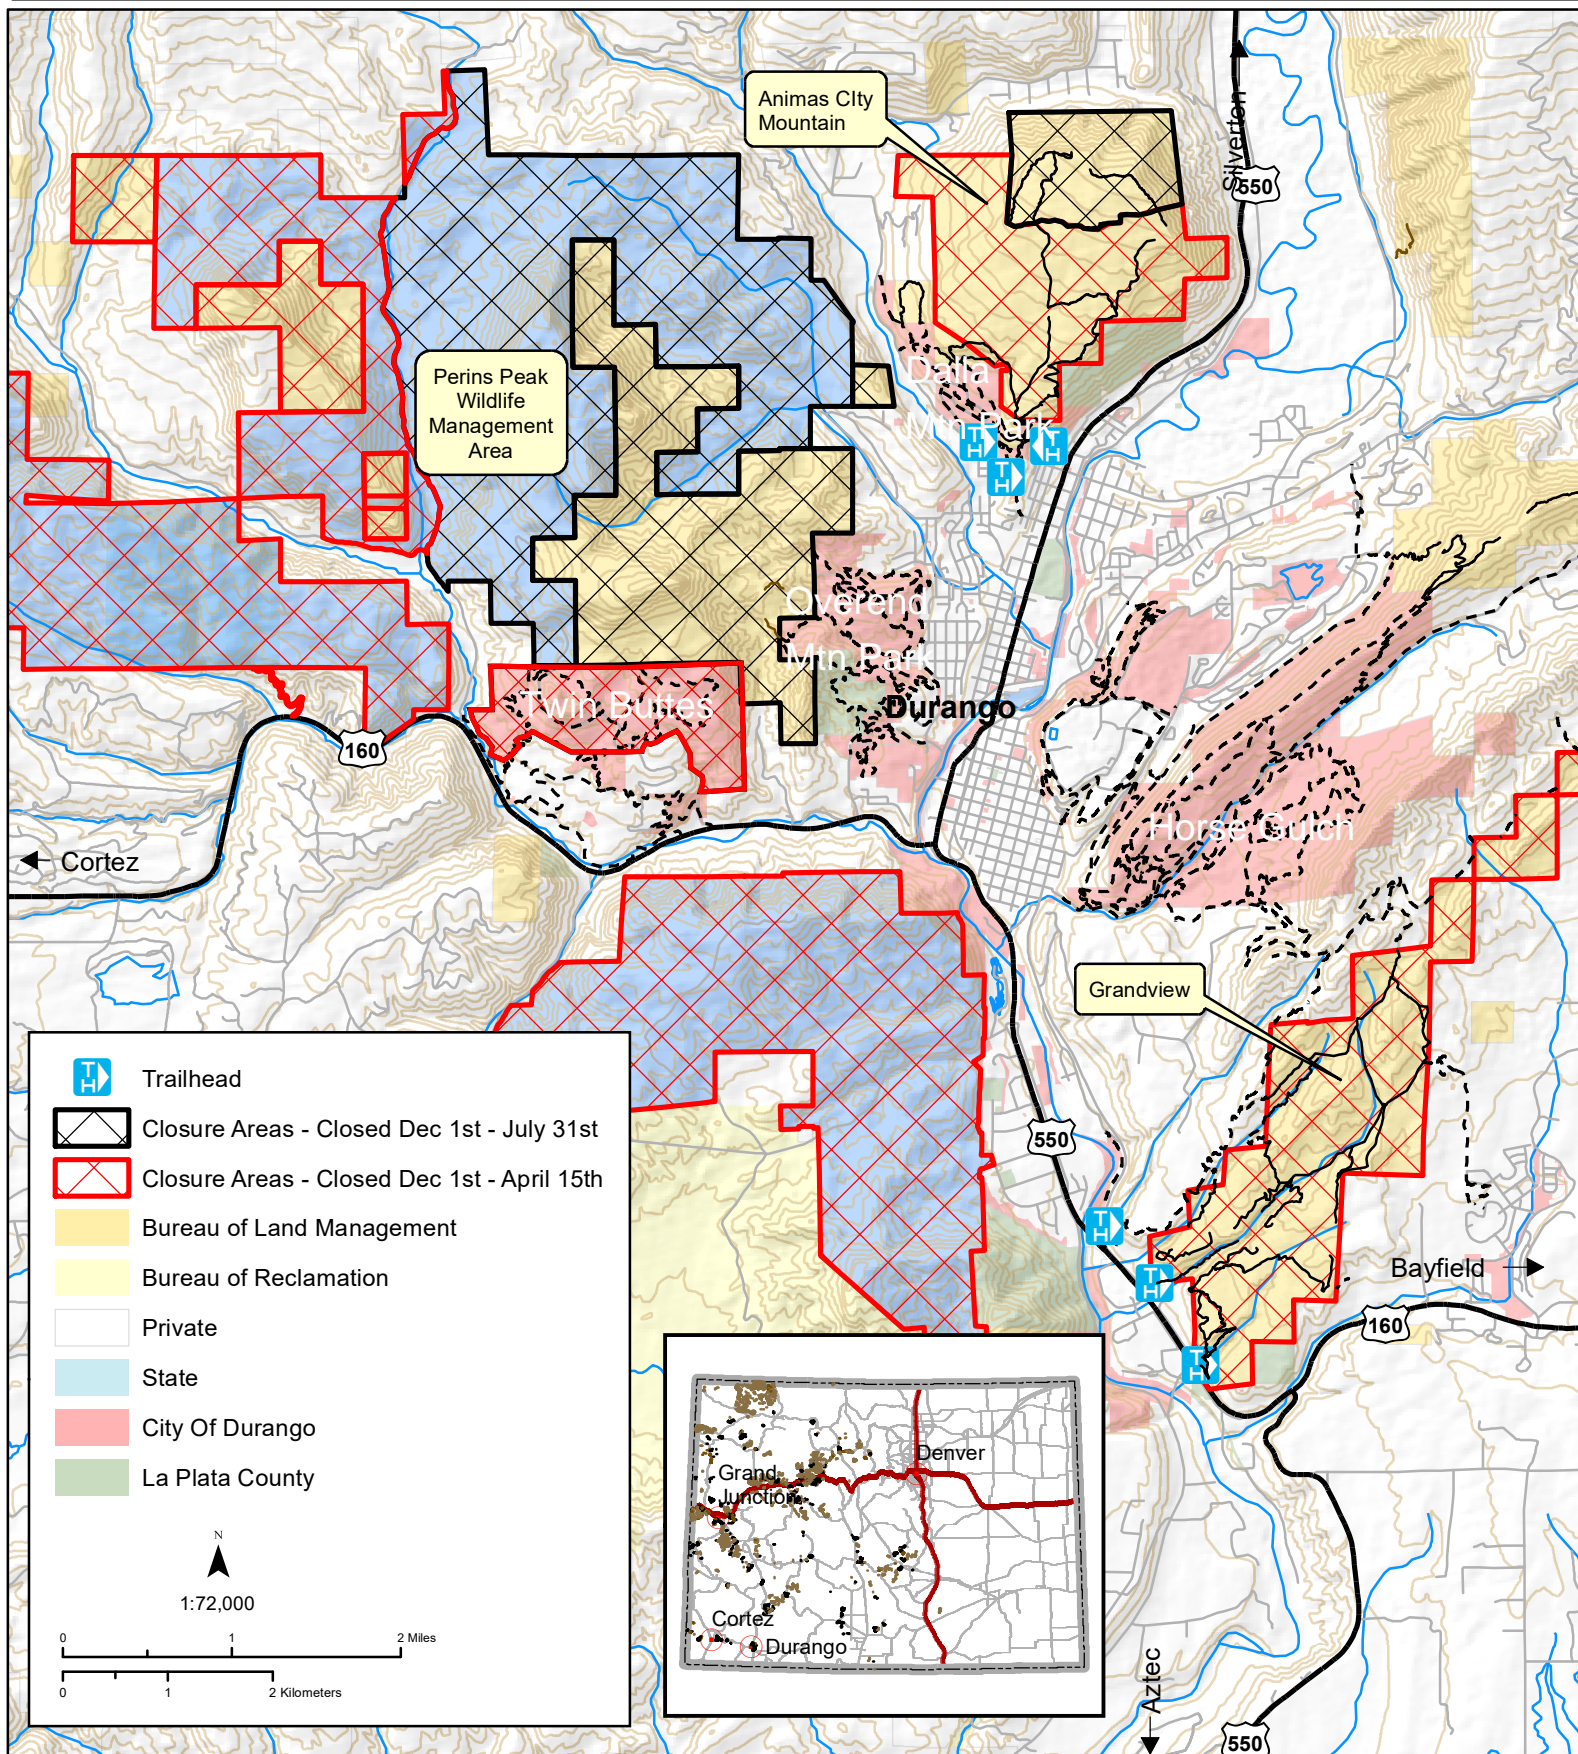 Silverton
550
Animas CIty
Mountain
Perins Peak
Wildlife
Management
Area
Dalla
Mtn Park
T
H
T
H
T
H
Overend
Mtn Park
Twin Buttes
Durango
160
Horse Gulch
Cortez
Grandview
550
T
H
T
H
T
H
Bayfield
160
T
H
Trailhead
Closure Areas - Closed Dec 1st - July 31st
Closure Areas - Closed Dec 1st - April 15th
Bureau of Land Management
Bureau of Reclamation
Private
State
City Of Durango
La Plata County
N
1:72,000
0 1 2 Miles
0 1 2 Kilometers
Denver
Grand
Junction
Cortez
Durango
Aztec
550